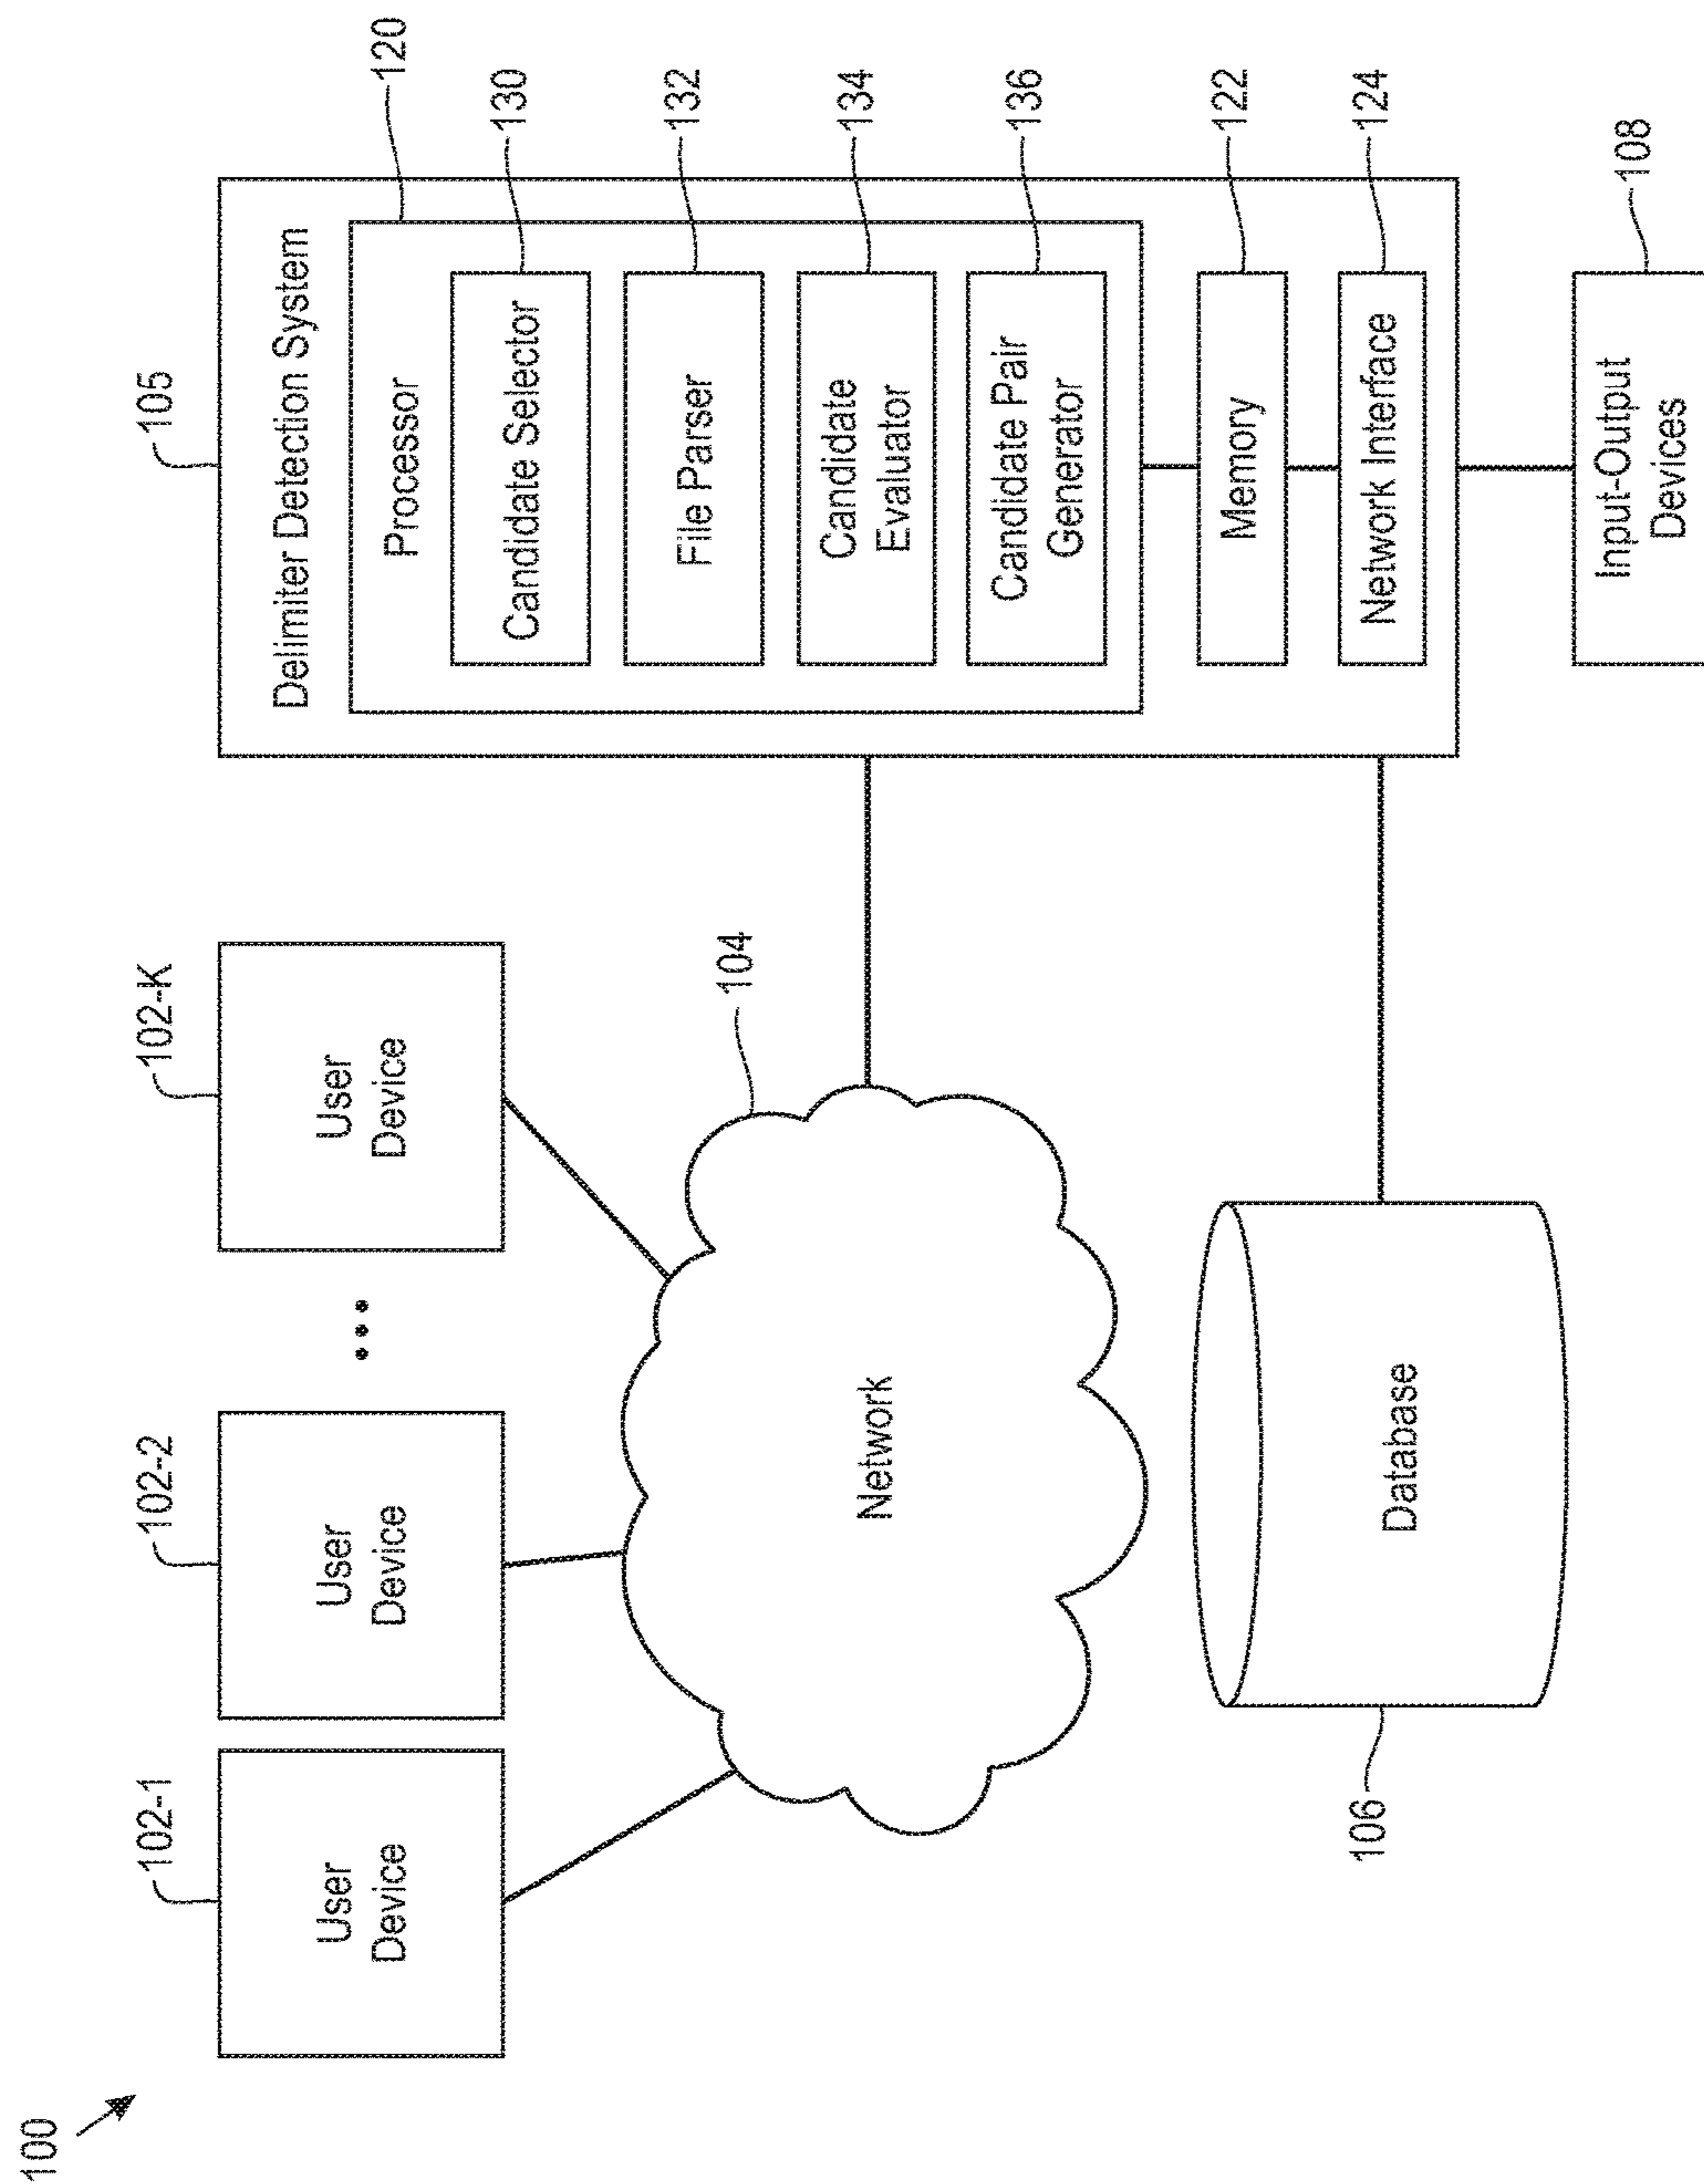 100
102-1
User
Device
102-2
User
Device
102-K
User
Device
104
Network
106
Database
105
Delimiter Detection System
120
Processor
130
Candidate Selector
132
File Parser
134
Candidate
Evaluator
136
Candidate Pair
Generator
122
Memory
124
Network Interface
108
Input-Output
Devices